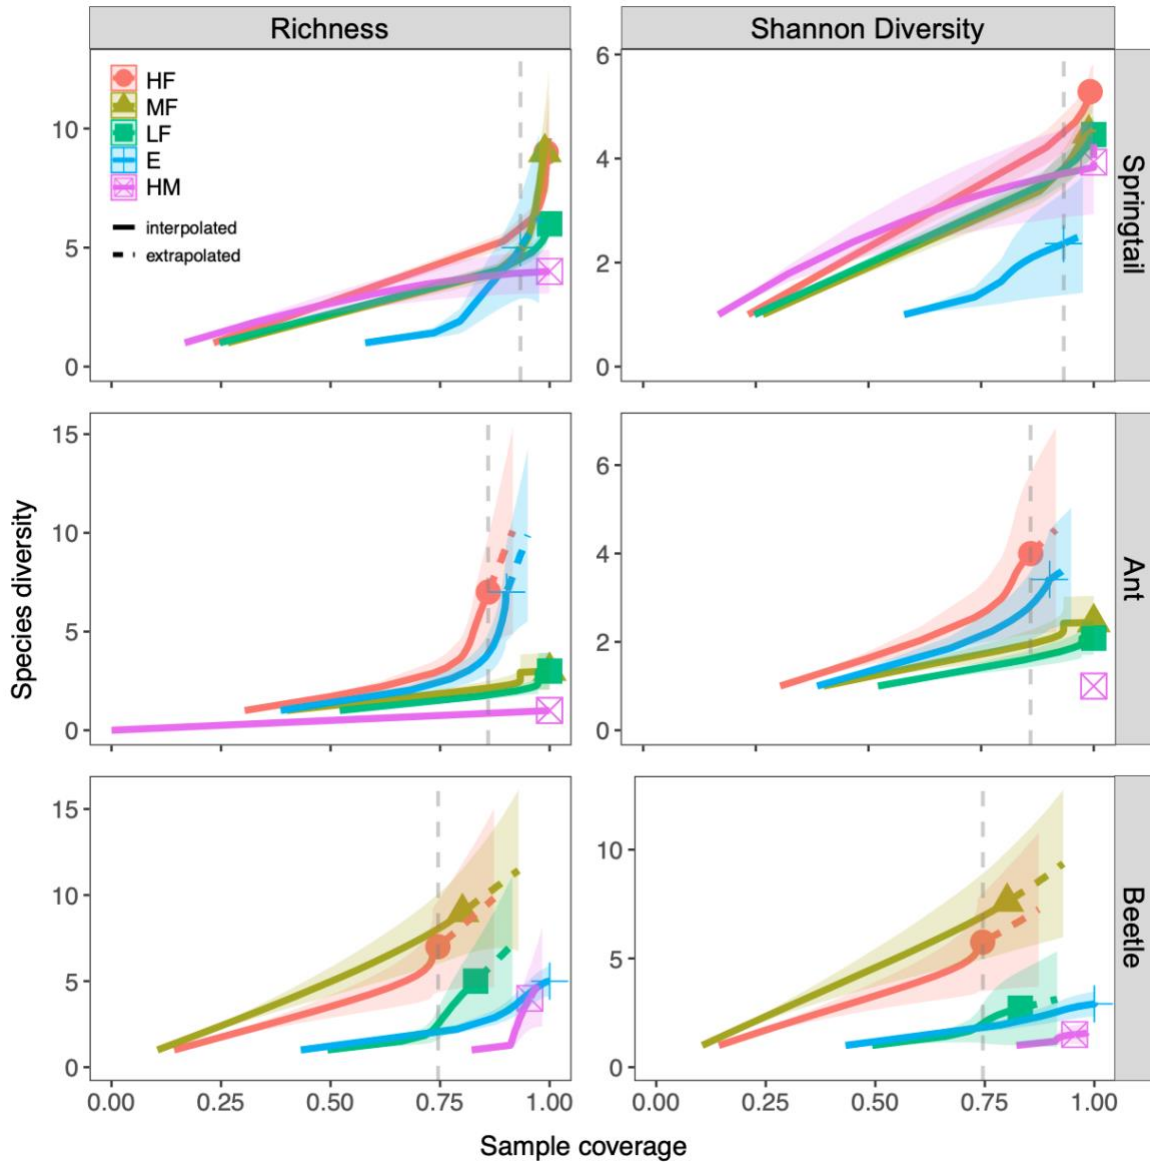 Richness
Shannon Diversity
HF
MF
LF
E
HM
interpolated
extrapolated
10
5
0
6
4
2
0
Springtail
Species diversity
15
10
5
0
6
4
2
0
Ant
15
10
5
0
10
5
0
Beetle
0.00 0.25 0.50 0.75 1.00
0.00 0.25 0.50 0.75 1.00
Sample coverage